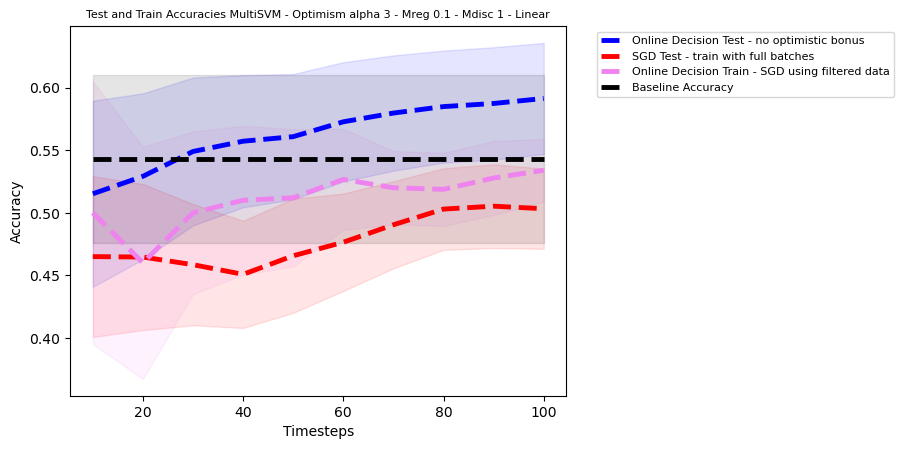 Test and Train Accuracies MultiSVM - Optimism alpha 3 - Mreg 0.1 - Mdisc 1 - Linear
Online Decision Test - no optimistic bonus
SGD Test - train with full batches
Online Decision Train - SGD using filtered data
Baseline Accuracy
Accuracy
0.60
0.55
0.50
0.45
0.40
20
40
60
80
100
Timesteps